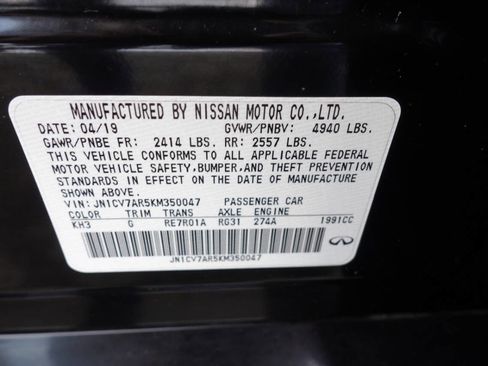 MANUFACTURED BY NISSAN MOTOR CO.,LTD.
DATE: 04/19 GVWR/PNBV: 4940 LBS.
GAWR/PNBE FR: 2414 LBS. RR: 2557 LBS.
THIS VEHICLE CONFORMS TO ALL APPLICABLE FEDERAL
MOTOR VEHICLE SAFETY,BUMPER,AND THEFT PREVENTION
STANDARDS IN EFFECT ON THE DATE OF MANUFACTURE
SHOWN ABOVE.
VIN: JN1CV7AR5KM350047 PASSENGER CAR
COLOR TRIM TRANS AXLE ENGINE
KH3 G RE7R01A RG31 274A 1991CC
JN1CV7AR5KM350047